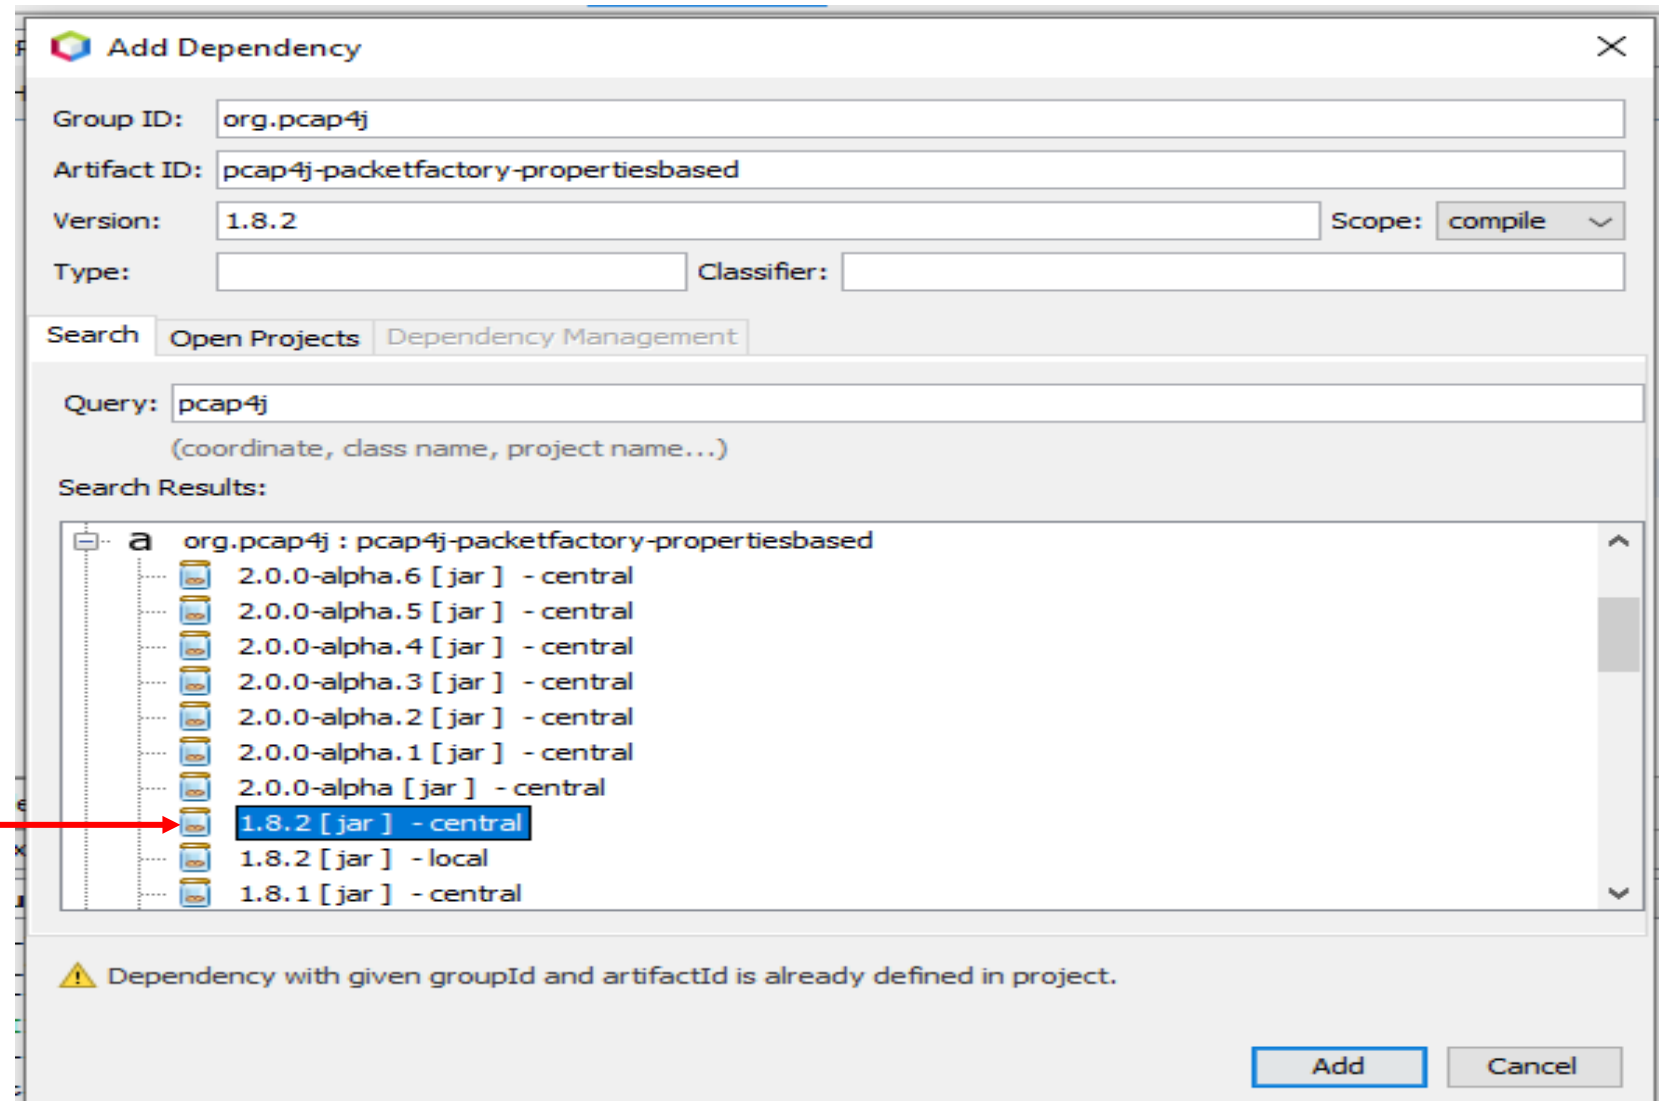 Add Dependency
Group ID: org.pcap4j
Artifact ID: pcap4j-packetfactory-propertiesbased
Version: 1.8.2 Scope: compile
Type: Classifier:
Search Open Projects Dependency Management
Query: pcap4j
(coordinate, class name, project name...)
Search Results:
a org.pcap4j : pcap4j-packetfactory-propertiesbased
2.0.0-alpha.6 [ jar ] - central
2.0.0-alpha.5 [ jar ] - central
2.0.0-alpha.4 [ jar ] - central
2.0.0-alpha.3 [ jar ] - central
2.0.0-alpha.2 [ jar ] - central
2.0.0-alpha.1 [ jar ] - central
2.0.0-alpha [ jar ] - central
1.8.2 [ jar ] - central
1.8.2 [ jar ] - local
1.8.1 [ jar ] - central
Dependency with given groupId and artifactId is already defined in project.
Add Cancel